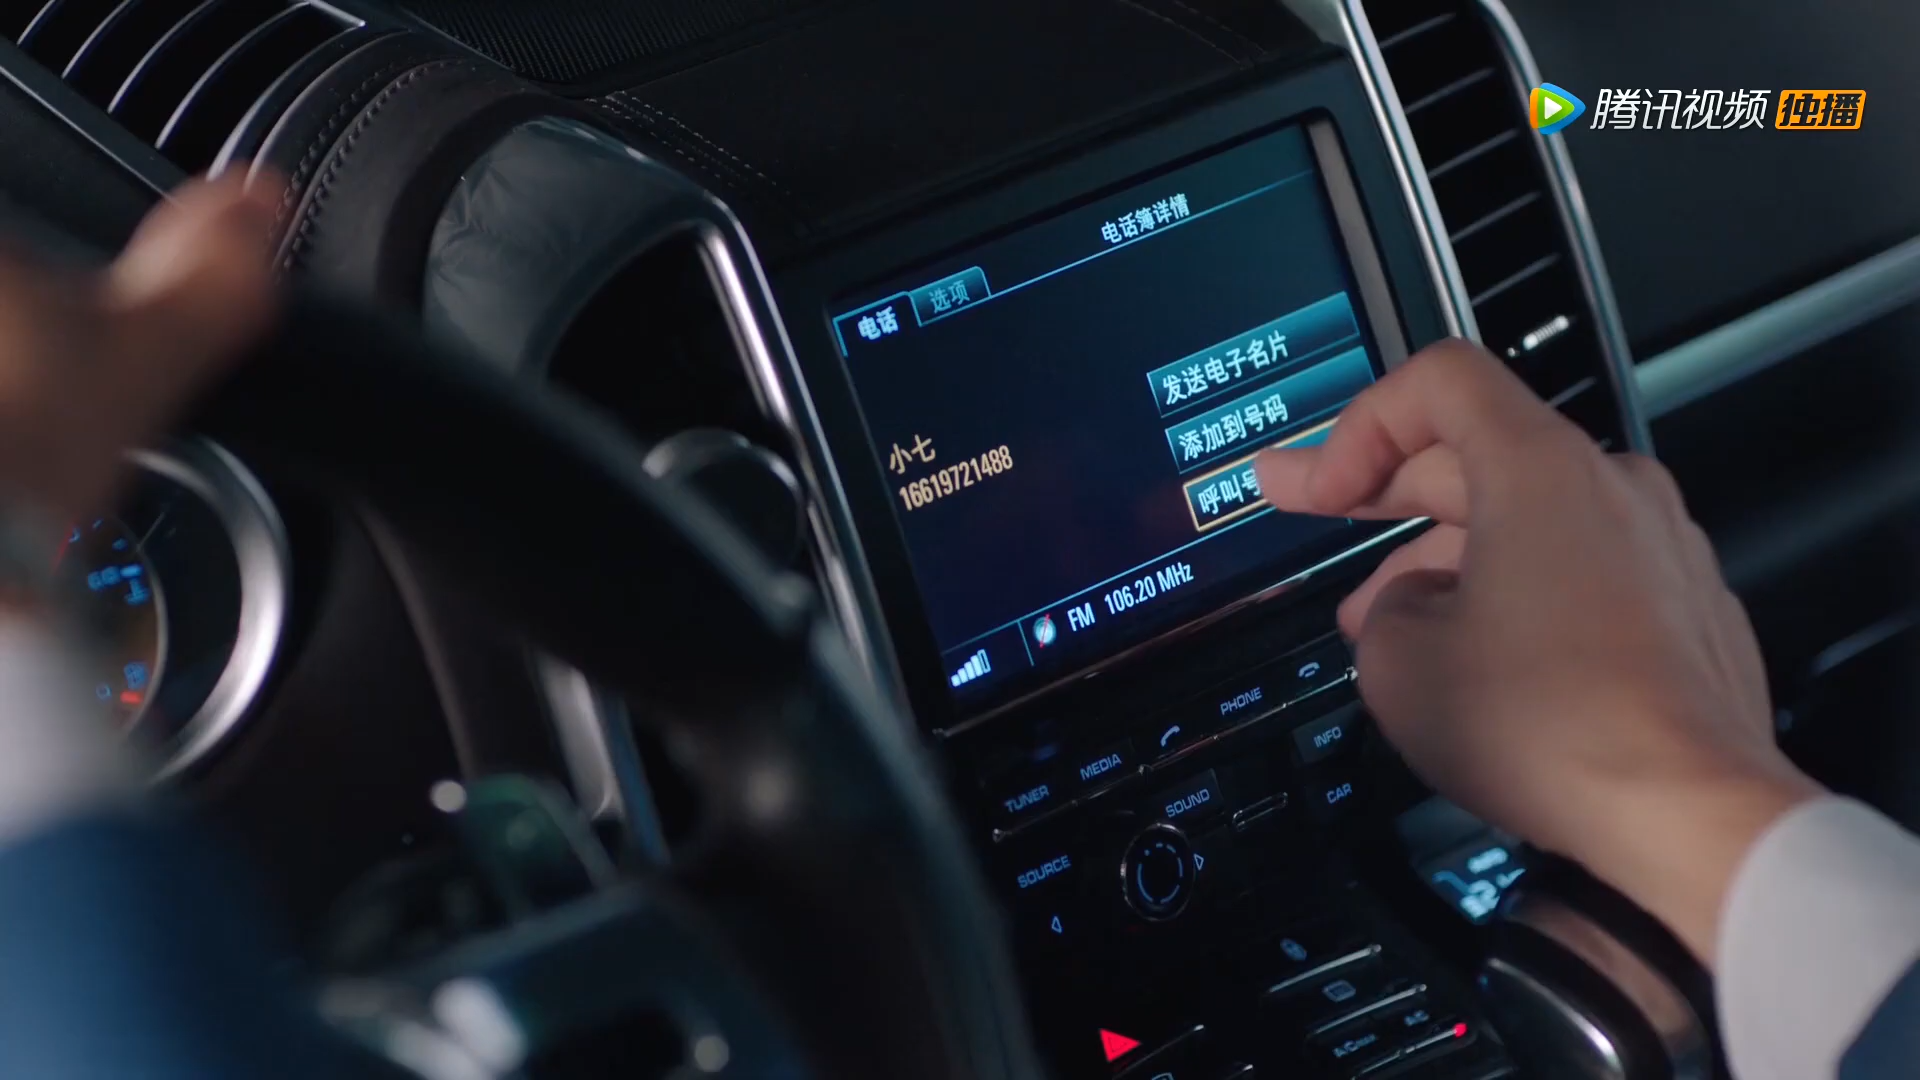 腾讯视频 独播
电话簿详情
电话
选项
发送电子名片
添加到号码
小七
16619721488
呼叫号
FM 106.20 MHz
PHONE
INFO
MEDIA
TUNER
SOUND
CAR
SOURCE
A/C